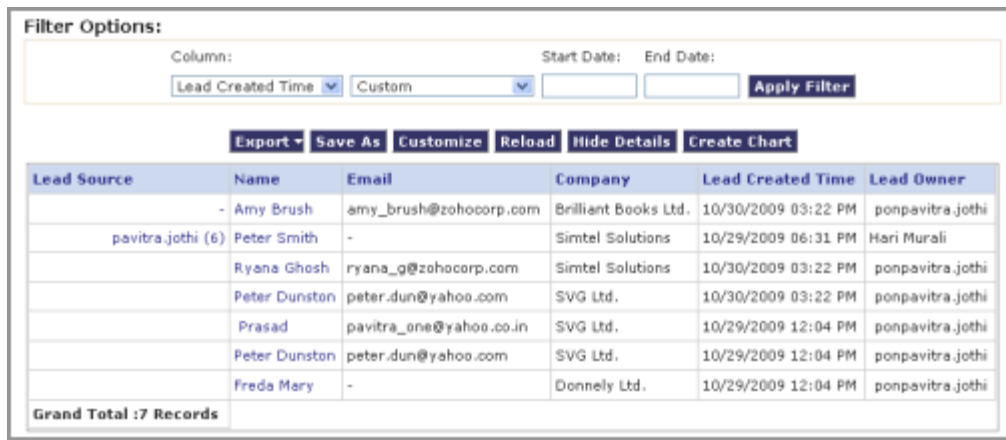 Filter Options:
Column: Start Date: End Date:
Lead Created Time Custom Apply Filter
Export Save As Customize Reload Hide Details Create Chart
Lead Source Name Email Company Lead Created Time Lead Owner
- Amy Brush amy_brush@zohocorp.com Brilliant Books Ltd. 10/30/2009 03:22 PM ponpavitra.jothi
pavitra.jothi (6) Peter Smith - Simtel Solutions 10/29/2009 06:31 PM Hari Murali
Ryana Ghosh ryana_g@zohocorp.com Simtel Solutions 10/30/2009 03:22 PM ponpavitra.jothi
Peter Dunston peter.dun@yahoo.com SVG Ltd. 10/30/2009 03:22 PM ponpavitra.jothi
Prasad pavitra_one@yahoo.co.in SVG Ltd. 10/29/2009 12:04 PM ponpavitra.jothi
Peter Dunston peter.dun@yahoo.com SVG Ltd. 10/29/2009 12:04 PM ponpavitra.jothi
Freda Mary - Donnely Ltd. 10/29/2009 12:04 PM ponpavitra.jothi
Grand Total :7 Records